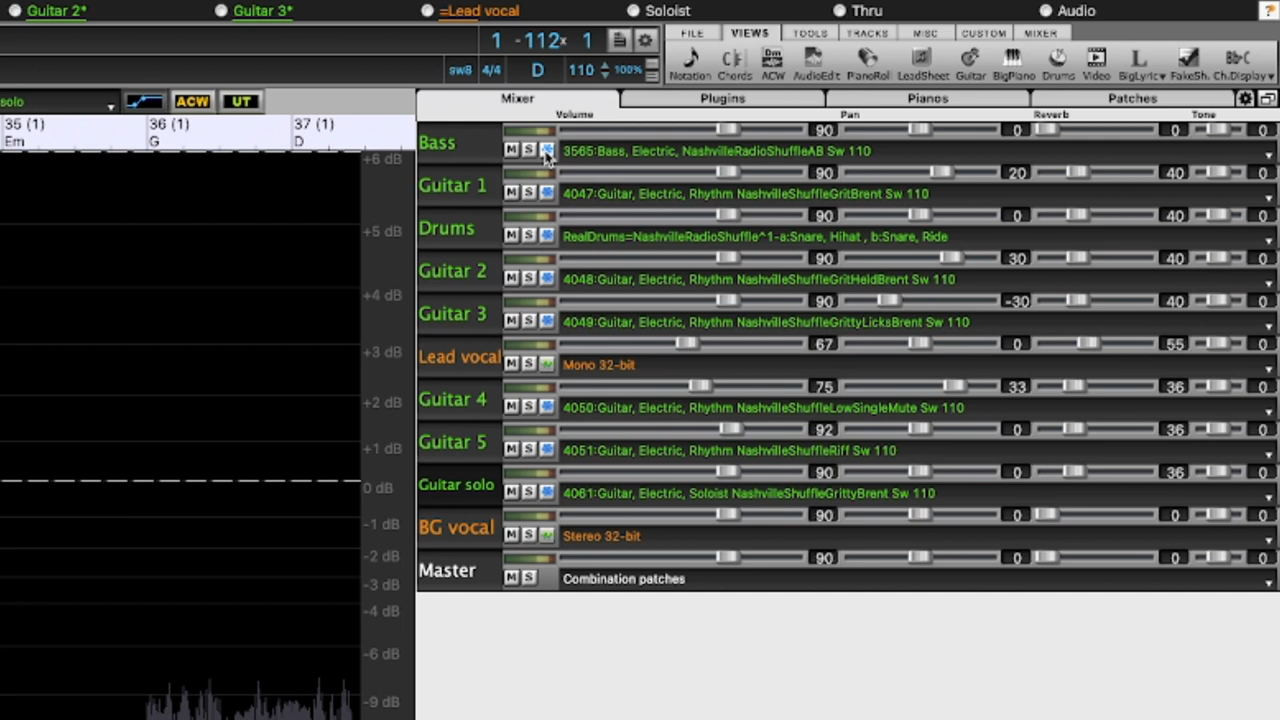 Guitar 2* Guitar 3* =Lead vocal Soloist Thru Audio ?
FILE VIEWS TOOLS TRACKS MISC CUSTOM MIXER
1 -112x 1
Notation Chords ACW AudioEdit PianoRoll LeadSheet Guitar BigPiano Drums Video BigLyric▾ FakeSh. Ch.Display▾
sw8 4/4 D 110 100%
solo ACW UT
Mixer Plugins Pianos Patches
Volume Pan Reverb Tone
35 (1) 36 (1) 37 (1)
Em G D
+6 dB
+5 dB
+4 dB
+3 dB
+2 dB
+1 dB
0 dB
-1 dB
-2 dB
-3 dB
-4 dB
-6 dB
-9 dB
Bass 90 0 0 0
M S 3565:Bass, Electric, NashvilleRadioShuffleAB Sw 110
Guitar 1 90 20 40 0
M S 4047:Guitar, Electric, Rhythm NashvilleShuffleGritBrent Sw 110
Drums 90 0 40 0
M S RealDrums=NashvilleRadioShuffle^1-a:Snare, Hihat , b:Snare, Ride
Guitar 2 90 30 40 0
M S 4048:Guitar, Electric, Rhythm NashvilleShuffleGritHeldBrent Sw 110
Guitar 3 90 -30 40 0
M S 4049:Guitar, Electric, Rhythm NashvilleShuffleGrittyLicksBrent Sw 110
Lead vocal 67 0 55 0
M S Mono 32-bit
Guitar 4 75 33 36 0
M S 4050:Guitar, Electric, Rhythm NashvilleShuffleLowSingleMute Sw 110
Guitar 5 92 0 36 0
M S 4051:Guitar, Electric, Rhythm NashvilleShuffleRiff Sw 110
Guitar solo 90 0 36 0
M S 4061:Guitar, Electric, Soloist NashvilleShuffleGrittyBrent Sw 110
BG vocal 90 0 0 0
M S Stereo 32-bit
Master 90 0 0 0
M S Combination patches